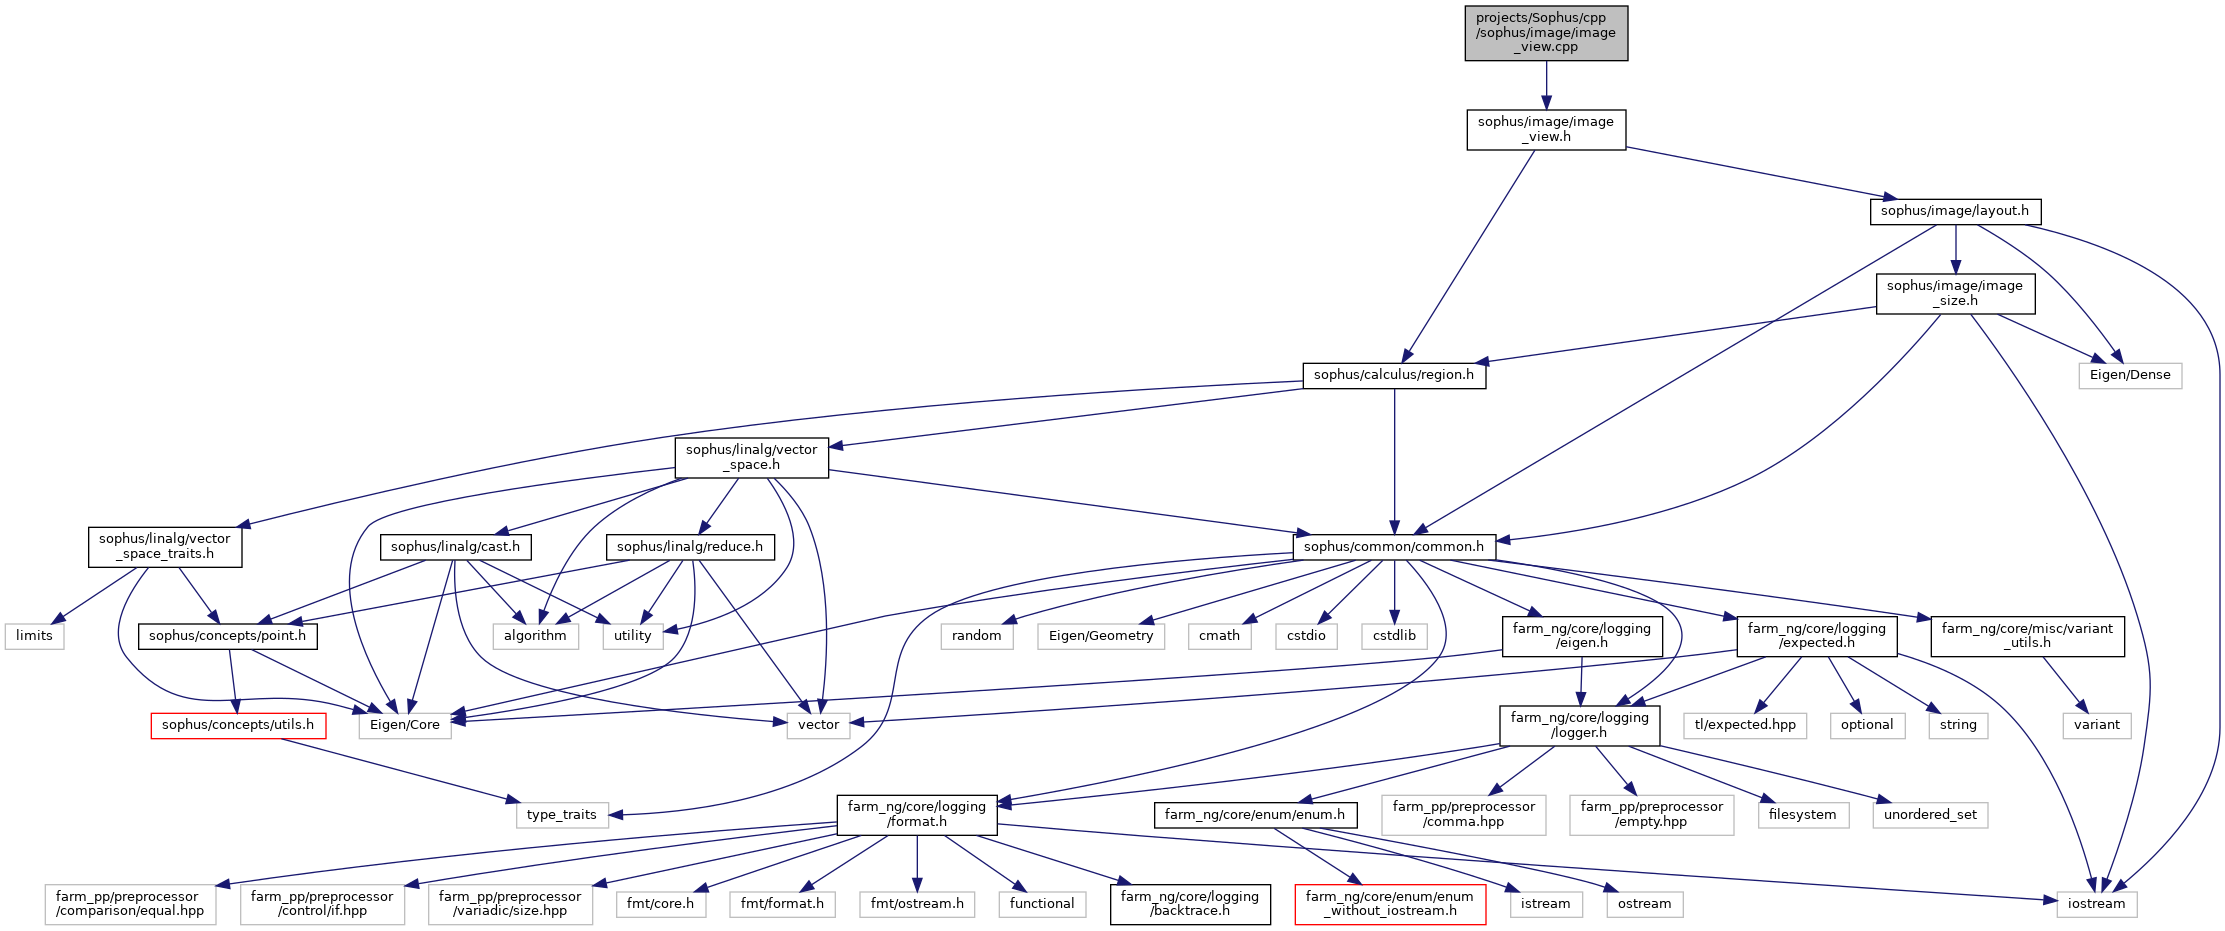 projects/Sophus/cpp
/sophus/image/image
_view.cpp
sophus/image/image
_view.h
sophus/image/layout.h
sophus/image/image
_size.h
sophus/calculus/region.h
Eigen/Dense
sophus/linalg/vector
_space.h
sophus/linalg/vector
_space_traits.h
sophus/linalg/cast.h
sophus/linalg/reduce.h
sophus/common/common.h
limits
sophus/concepts/point.h
algorithm
utility
random
Eigen/Geometry
cmath
cstdio
cstdlib
farm_ng/core/logging
/eigen.h
farm_ng/core/logging
/expected.h
farm_ng/core/misc/variant
_utils.h
sophus/concepts/utils.h
Eigen/Core
vector
farm_ng/core/logging
/logger.h
tl/expected.hpp
optional
string
variant
type_traits
farm_ng/core/logging
/format.h
farm_ng/core/enum/enum.h
farm_pp/preprocessor
/comma.hpp
farm_pp/preprocessor
/empty.hpp
filesystem
unordered_set
farm_pp/preprocessor
/comparison/equal.hpp
farm_pp/preprocessor
/control/if.hpp
farm_pp/preprocessor
/variadic/size.hpp
fmt/core.h
fmt/format.h
fmt/ostream.h
functional
farm_ng/core/logging
/backtrace.h
farm_ng/core/enum/enum
_without_iostream.h
istream
ostream
iostream